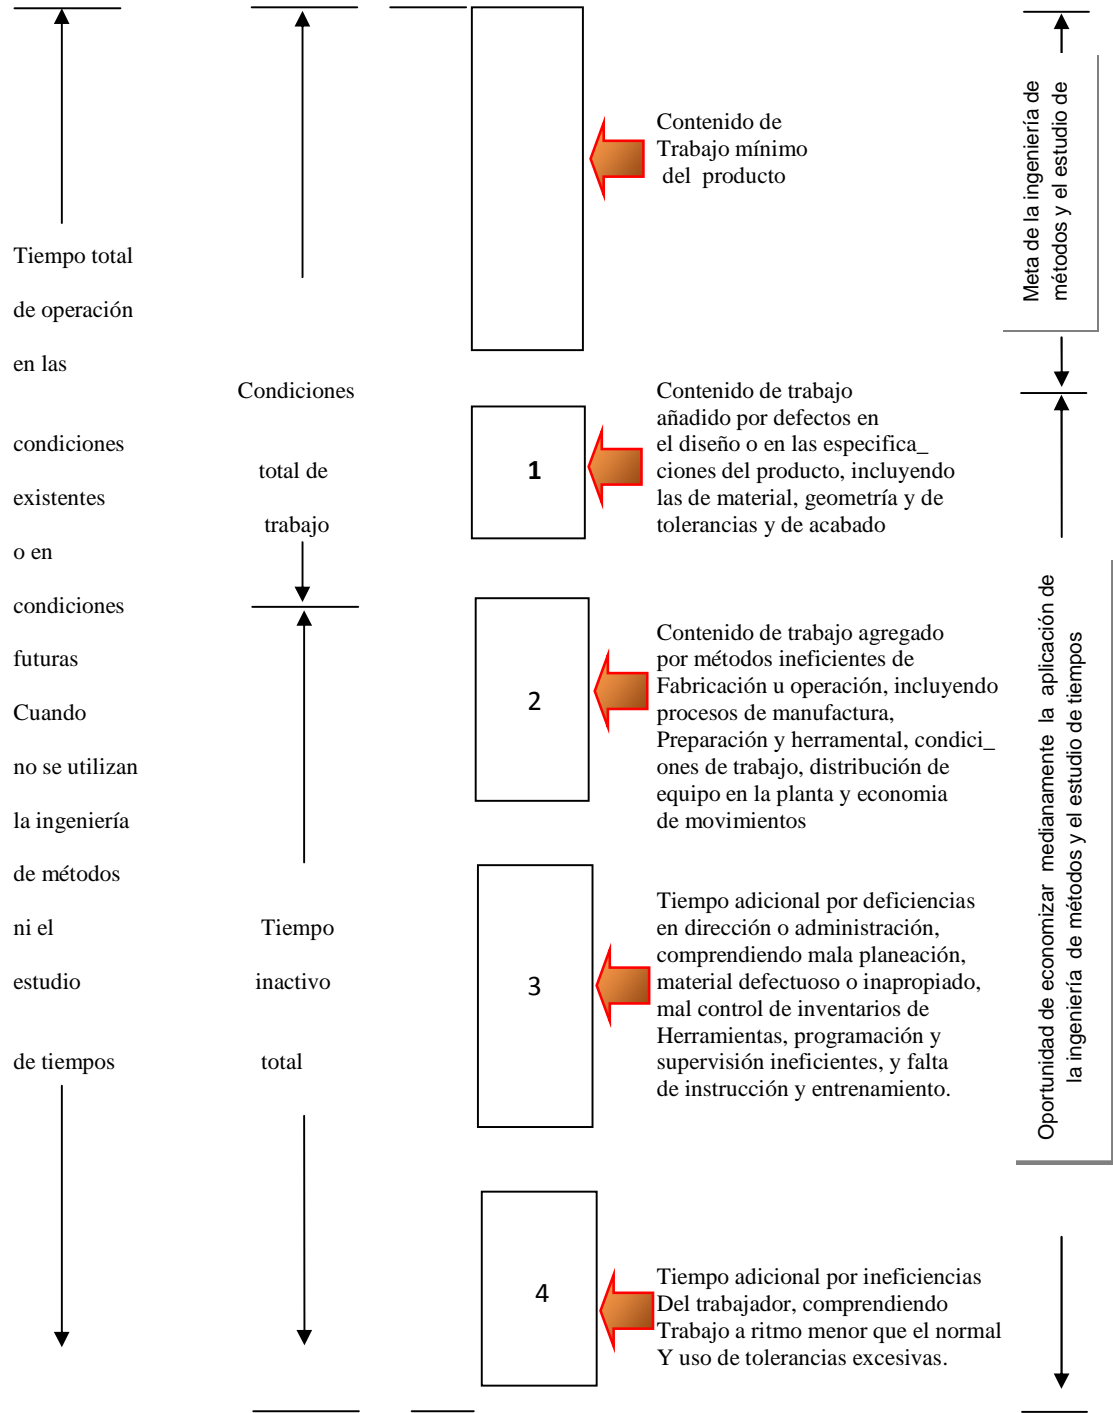 Tiempo total
de operación
en las
condiciones
existentes
o en
condiciones
futuras
Cuando
no se utilizan
la ingeniería
de métodos
ni el
estudio
de tiempos
Condiciones
total de
trabajo
Tiempo
inactivo
total
Contenido de
Trabajo mínimo
del producto
1
Contenido de trabajo
añadido por defectos en
el diseño o en las especifica_
ciones del producto, incluyendo
las de material, geometría y de
tolerancias y de acabado
2
Contenido de trabajo agregado
por métodos ineficientes de
Fabricación u operación, incluyendo
procesos de manufactura,
Preparación y herramental, condici_
ones de trabajo, distribución de
equipo en la planta y economia
de movimientos
3
Tiempo adicional por deficiencias
en dirección o administración,
comprendiendo mala planeación,
material defectuoso o inapropiado,
mal control de inventarios de
Herramientas, programación y
supervisión ineficientes, y falta
de instrucción y entrenamiento.
4
Tiempo adicional por ineficiencias
Del trabajador, comprendiendo
Trabajo a ritmo menor que el normal
Y uso de tolerancias excesivas.
Meta de la ingeniería de
métodos y el estudio de
Oportunidad de economizar medianamente la aplicación de
la ingeniería de métodos y el estudio de tiempos